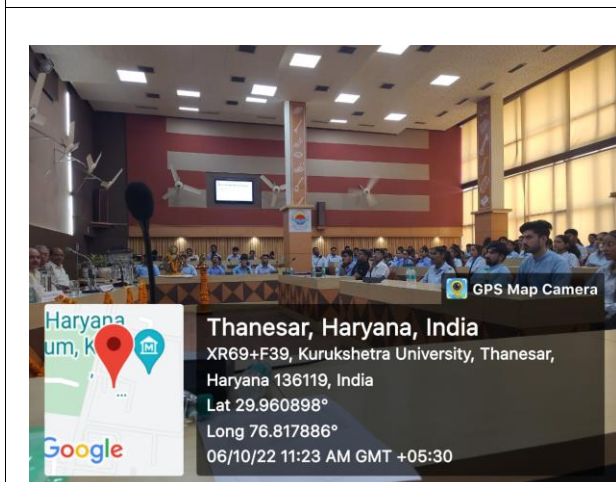 GPS Map Camera
Haryana
um, K
Google
Thanesar, Haryana, India
XR69+F39, Kurukshetra University, Thanesar,
Haryana 136119, India
Lat 29.960898°
Long 76.817886°
06/10/22 11:23 AM GMT +05:30